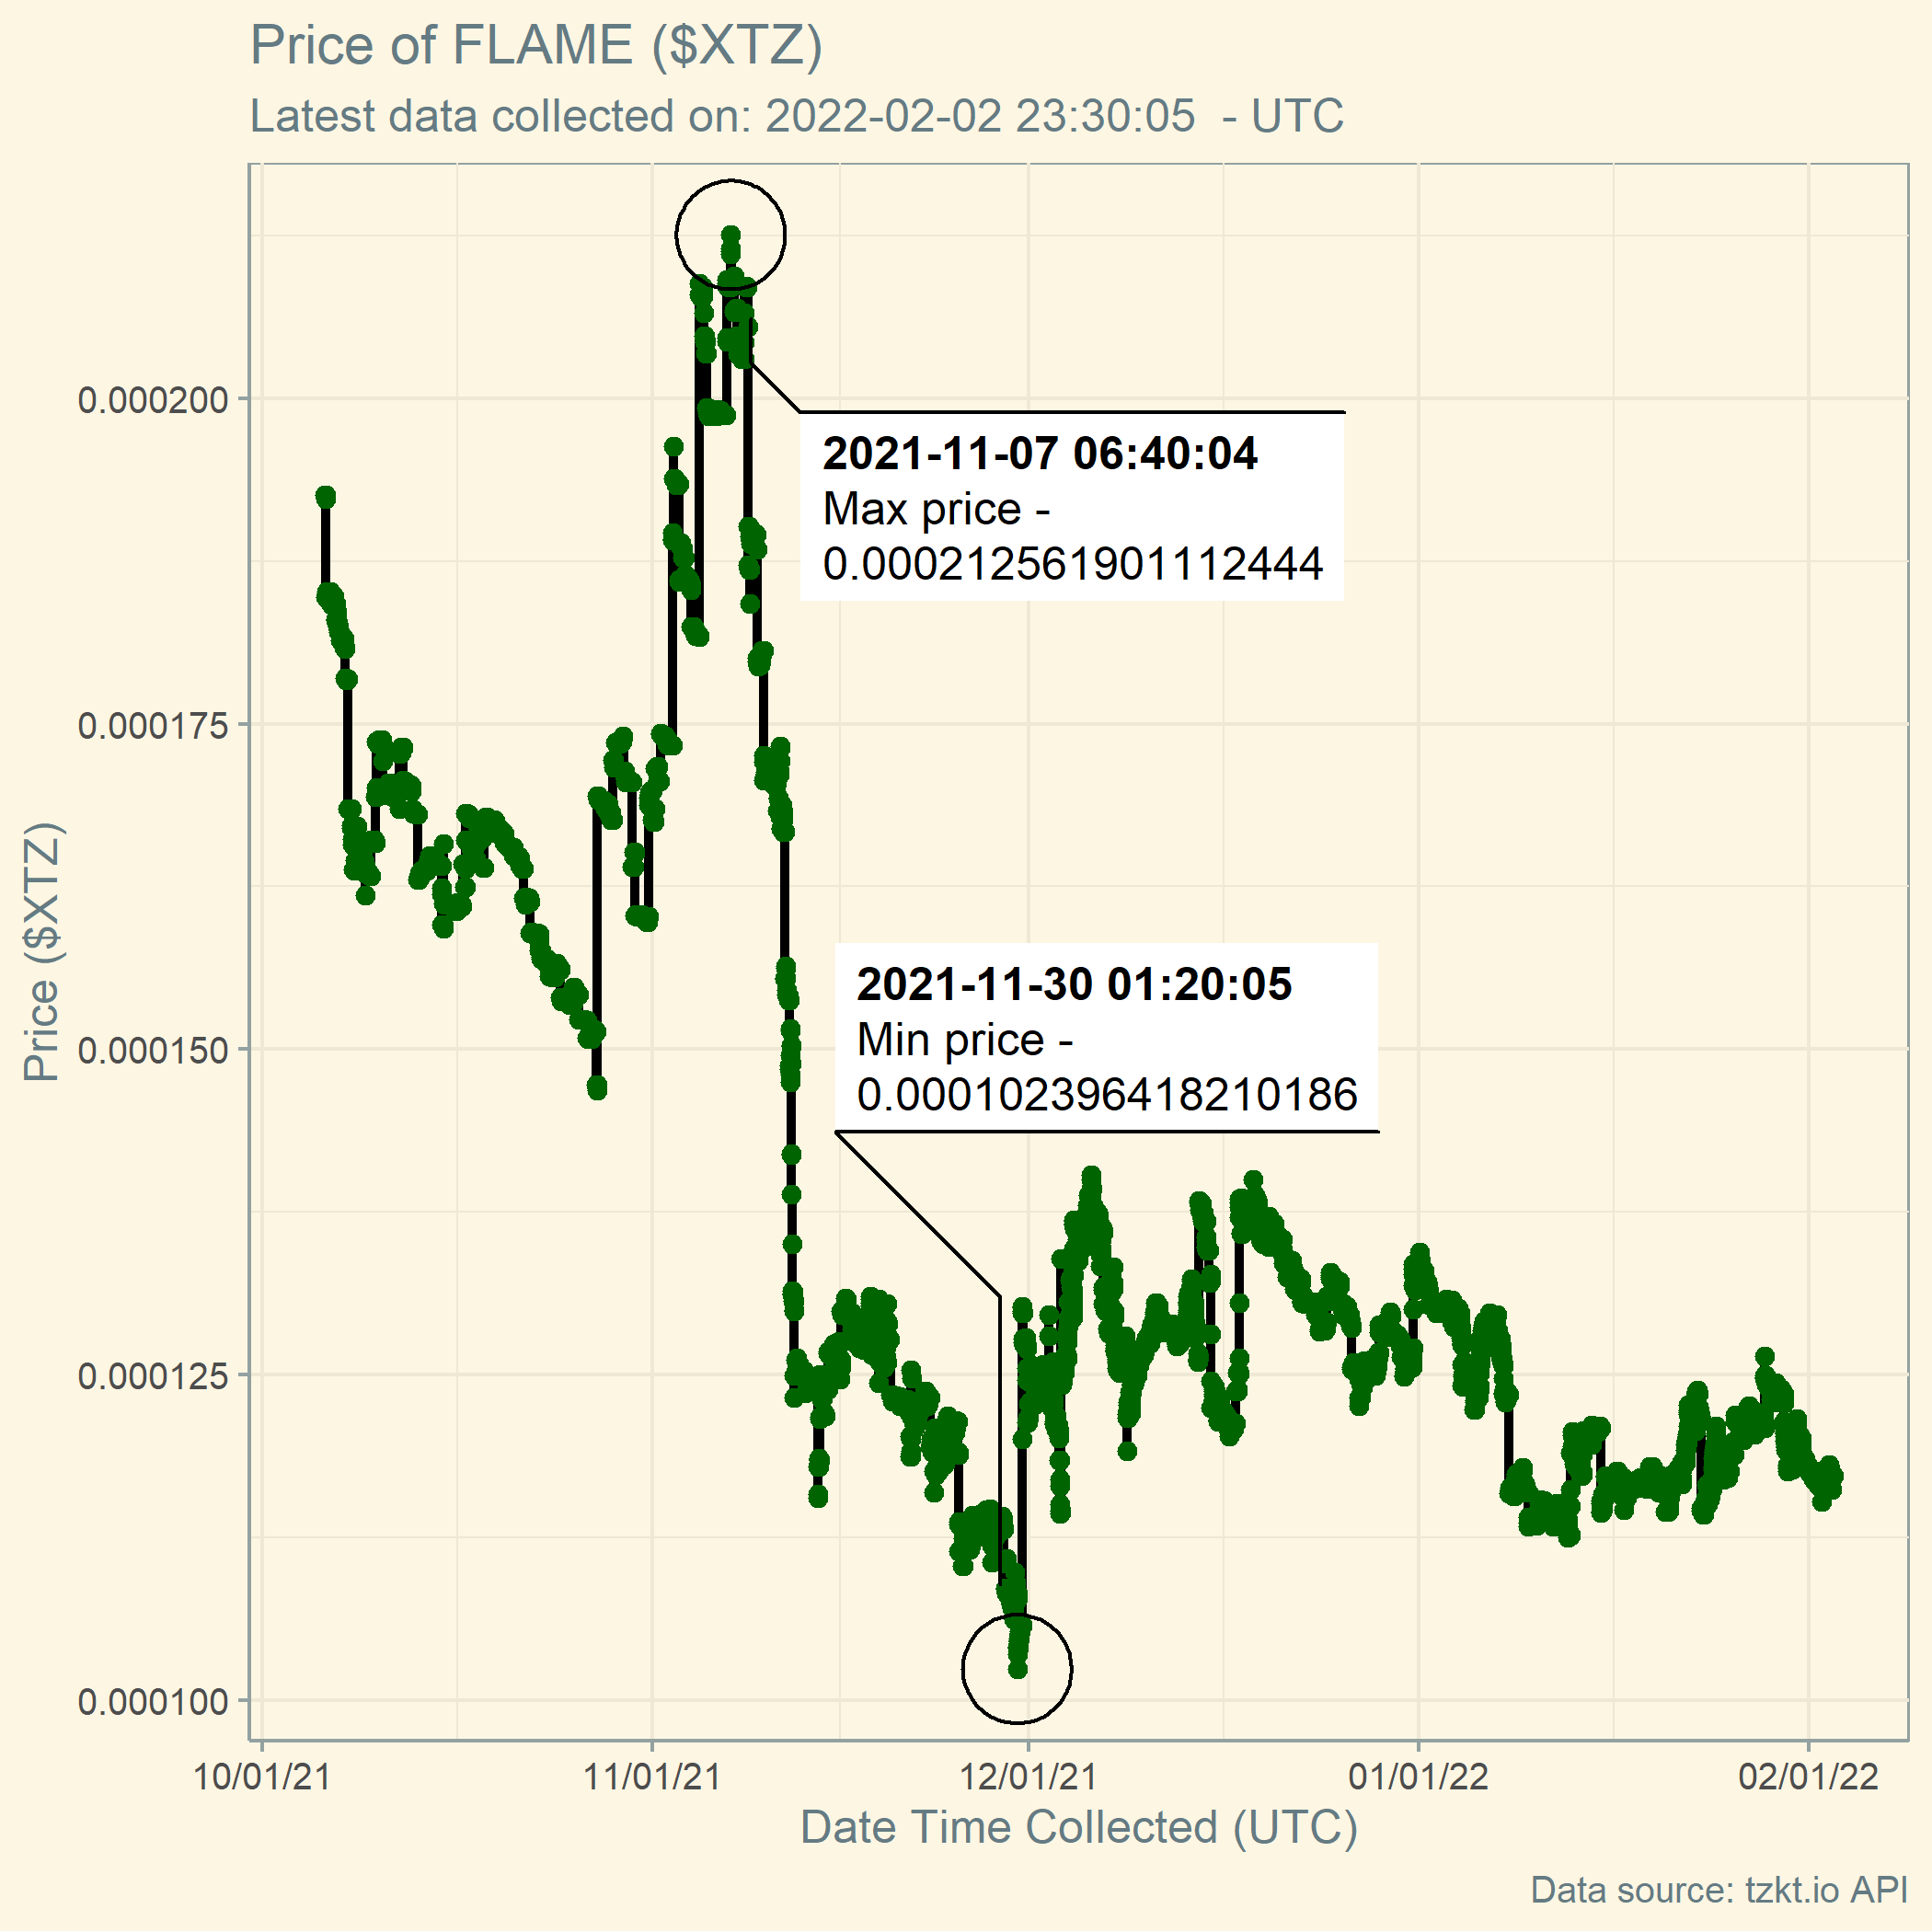 Price of FLAME ($XTZ)
Latest data collected on: 2022-02-02 23:30:05  - UTC
0.000200
0.000175
0.000150
0.000125
0.000100
Price ($XTZ)
2021-11-07 06:40:04
Max price -
0.000212561901112444
2021-11-30 01:20:05
Min price -
0.000102396418210186
10/01/21
11/01/21
12/01/21
01/01/22
02/01/22
Date Time Collected (UTC)
Data source: tzkt.io API